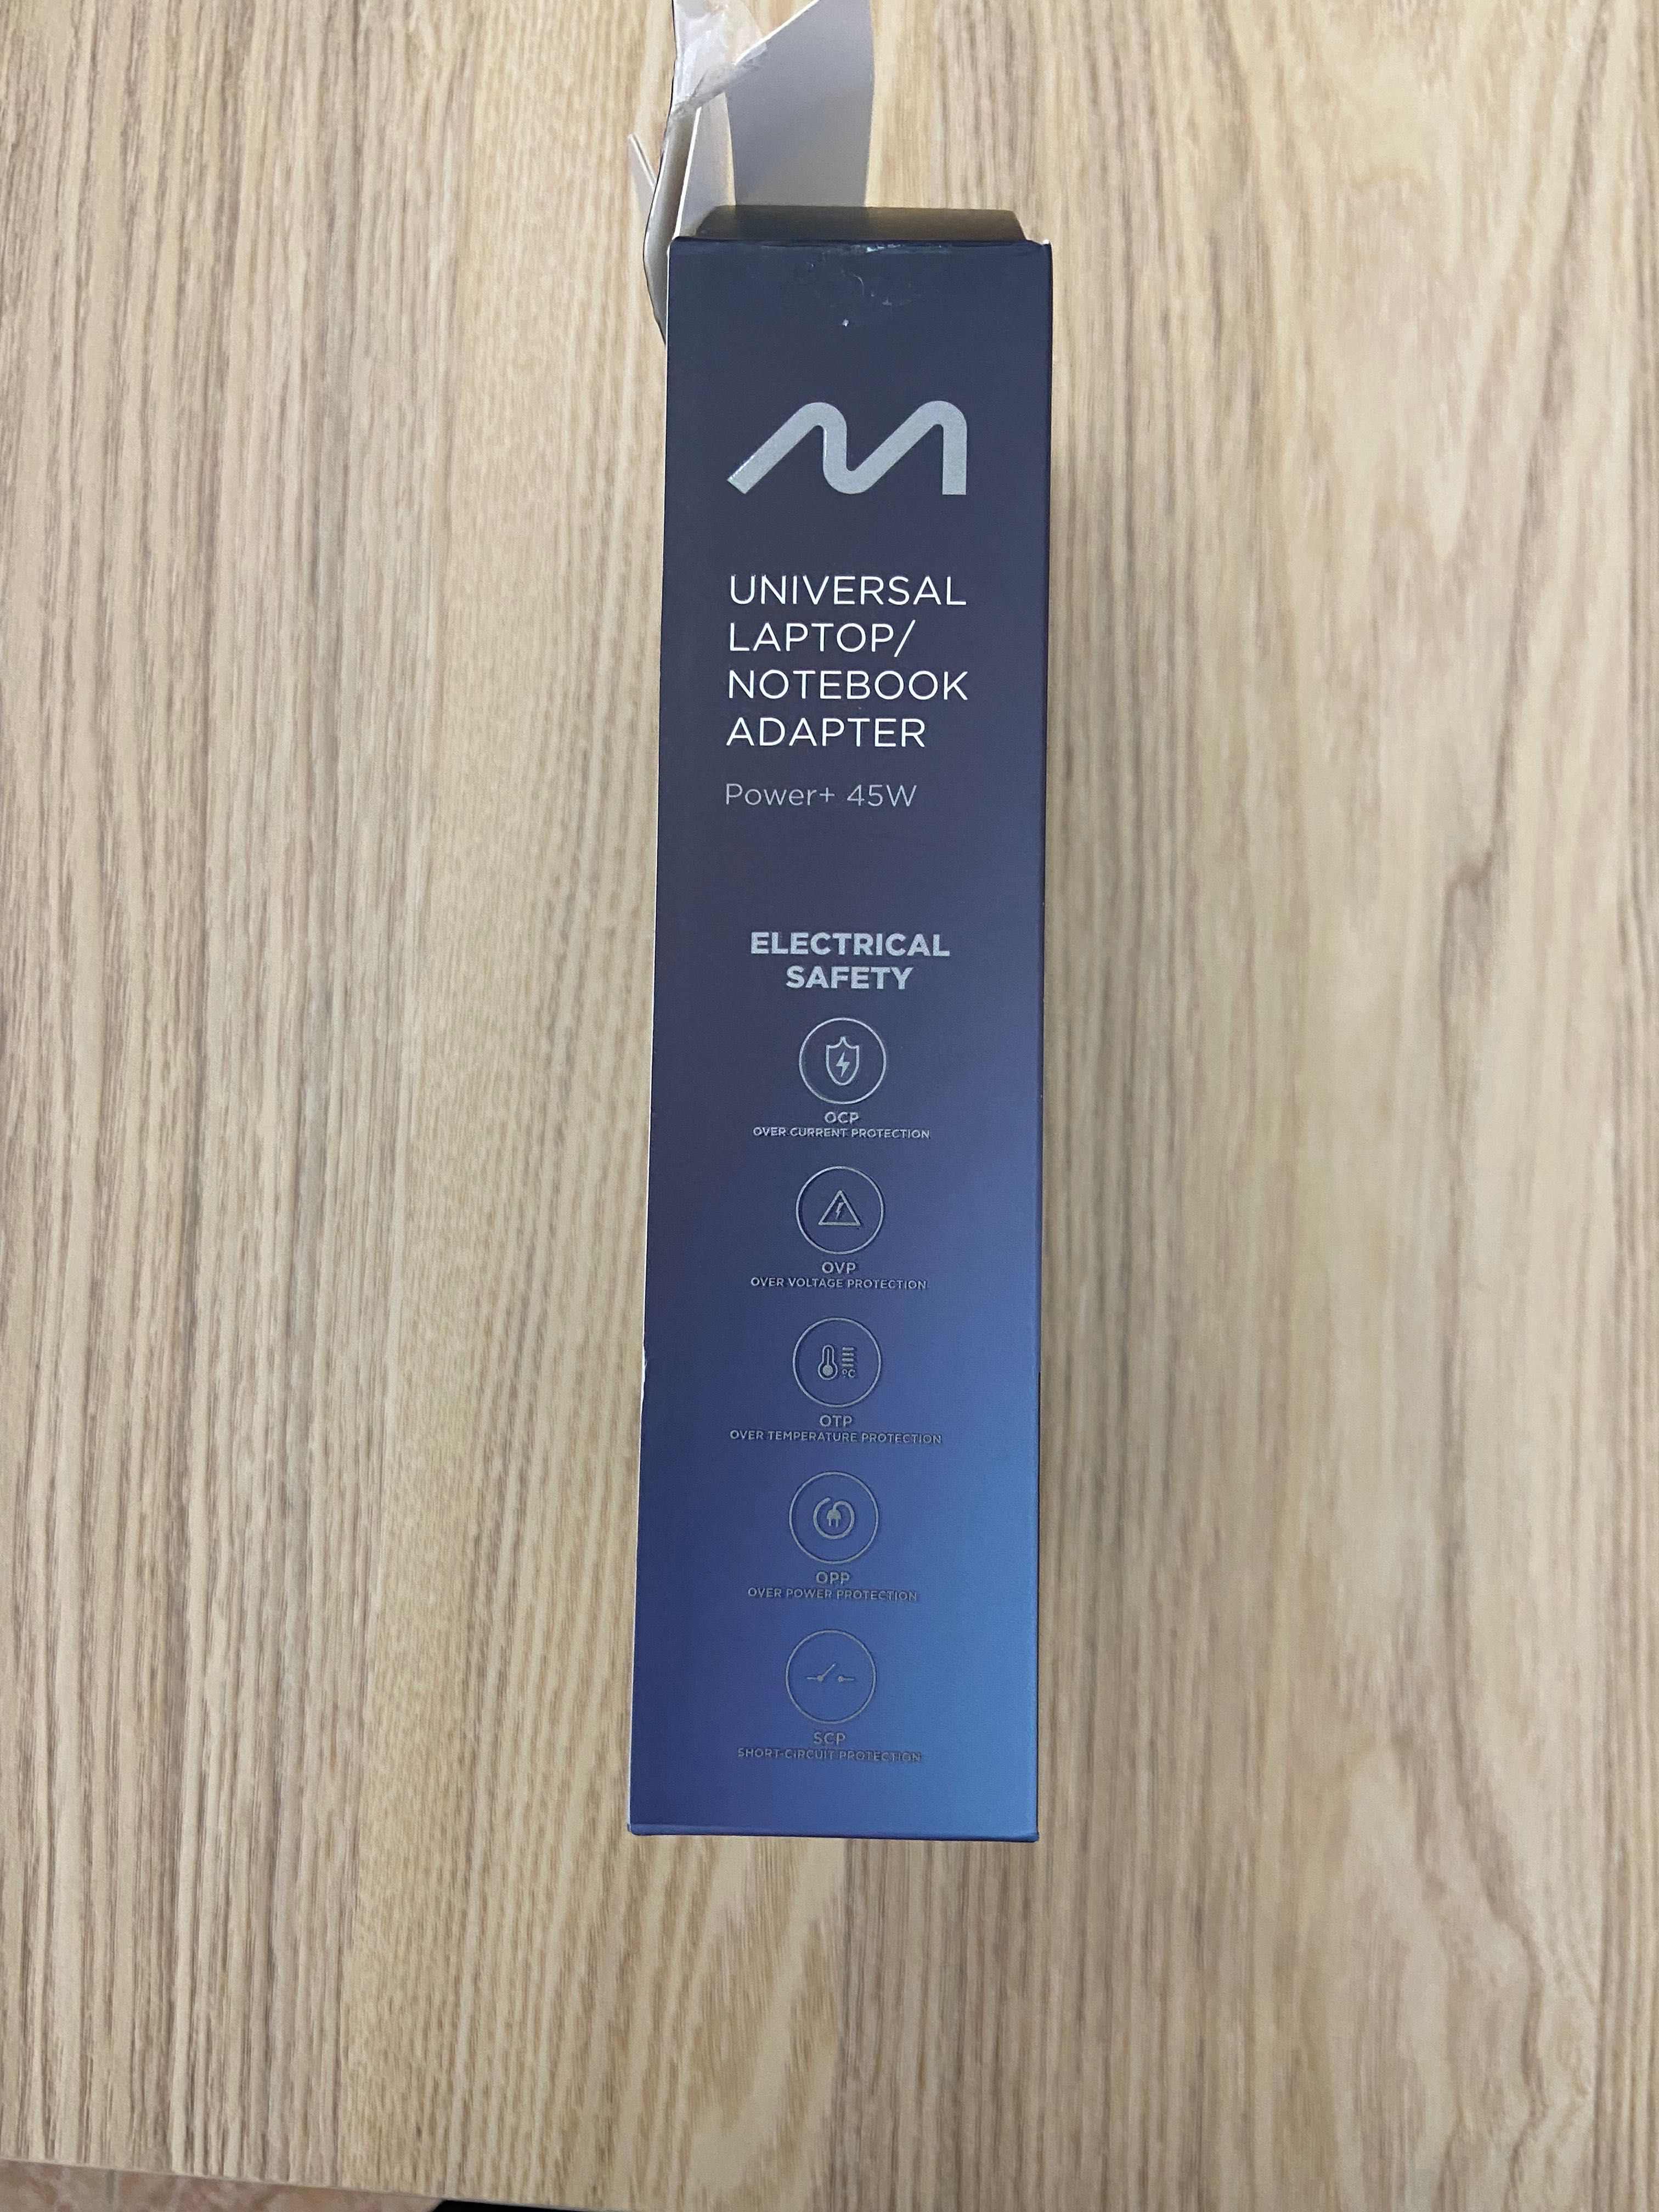 UNIVERSAL
LAPTOP/
NOTEBOOK
ADAPTER
Power+ 45W
ELECTRICAL
SAFETY
OCP
OVER CURRENT PROTECTION
OVP
OVER VOLTAGE PROTECTION
°C
OTP
OVER TEMPERATURE PROTECTION
OPP
OVER POWER PROTECTION
SCP
SHORT-CIRCUIT PROTECTION